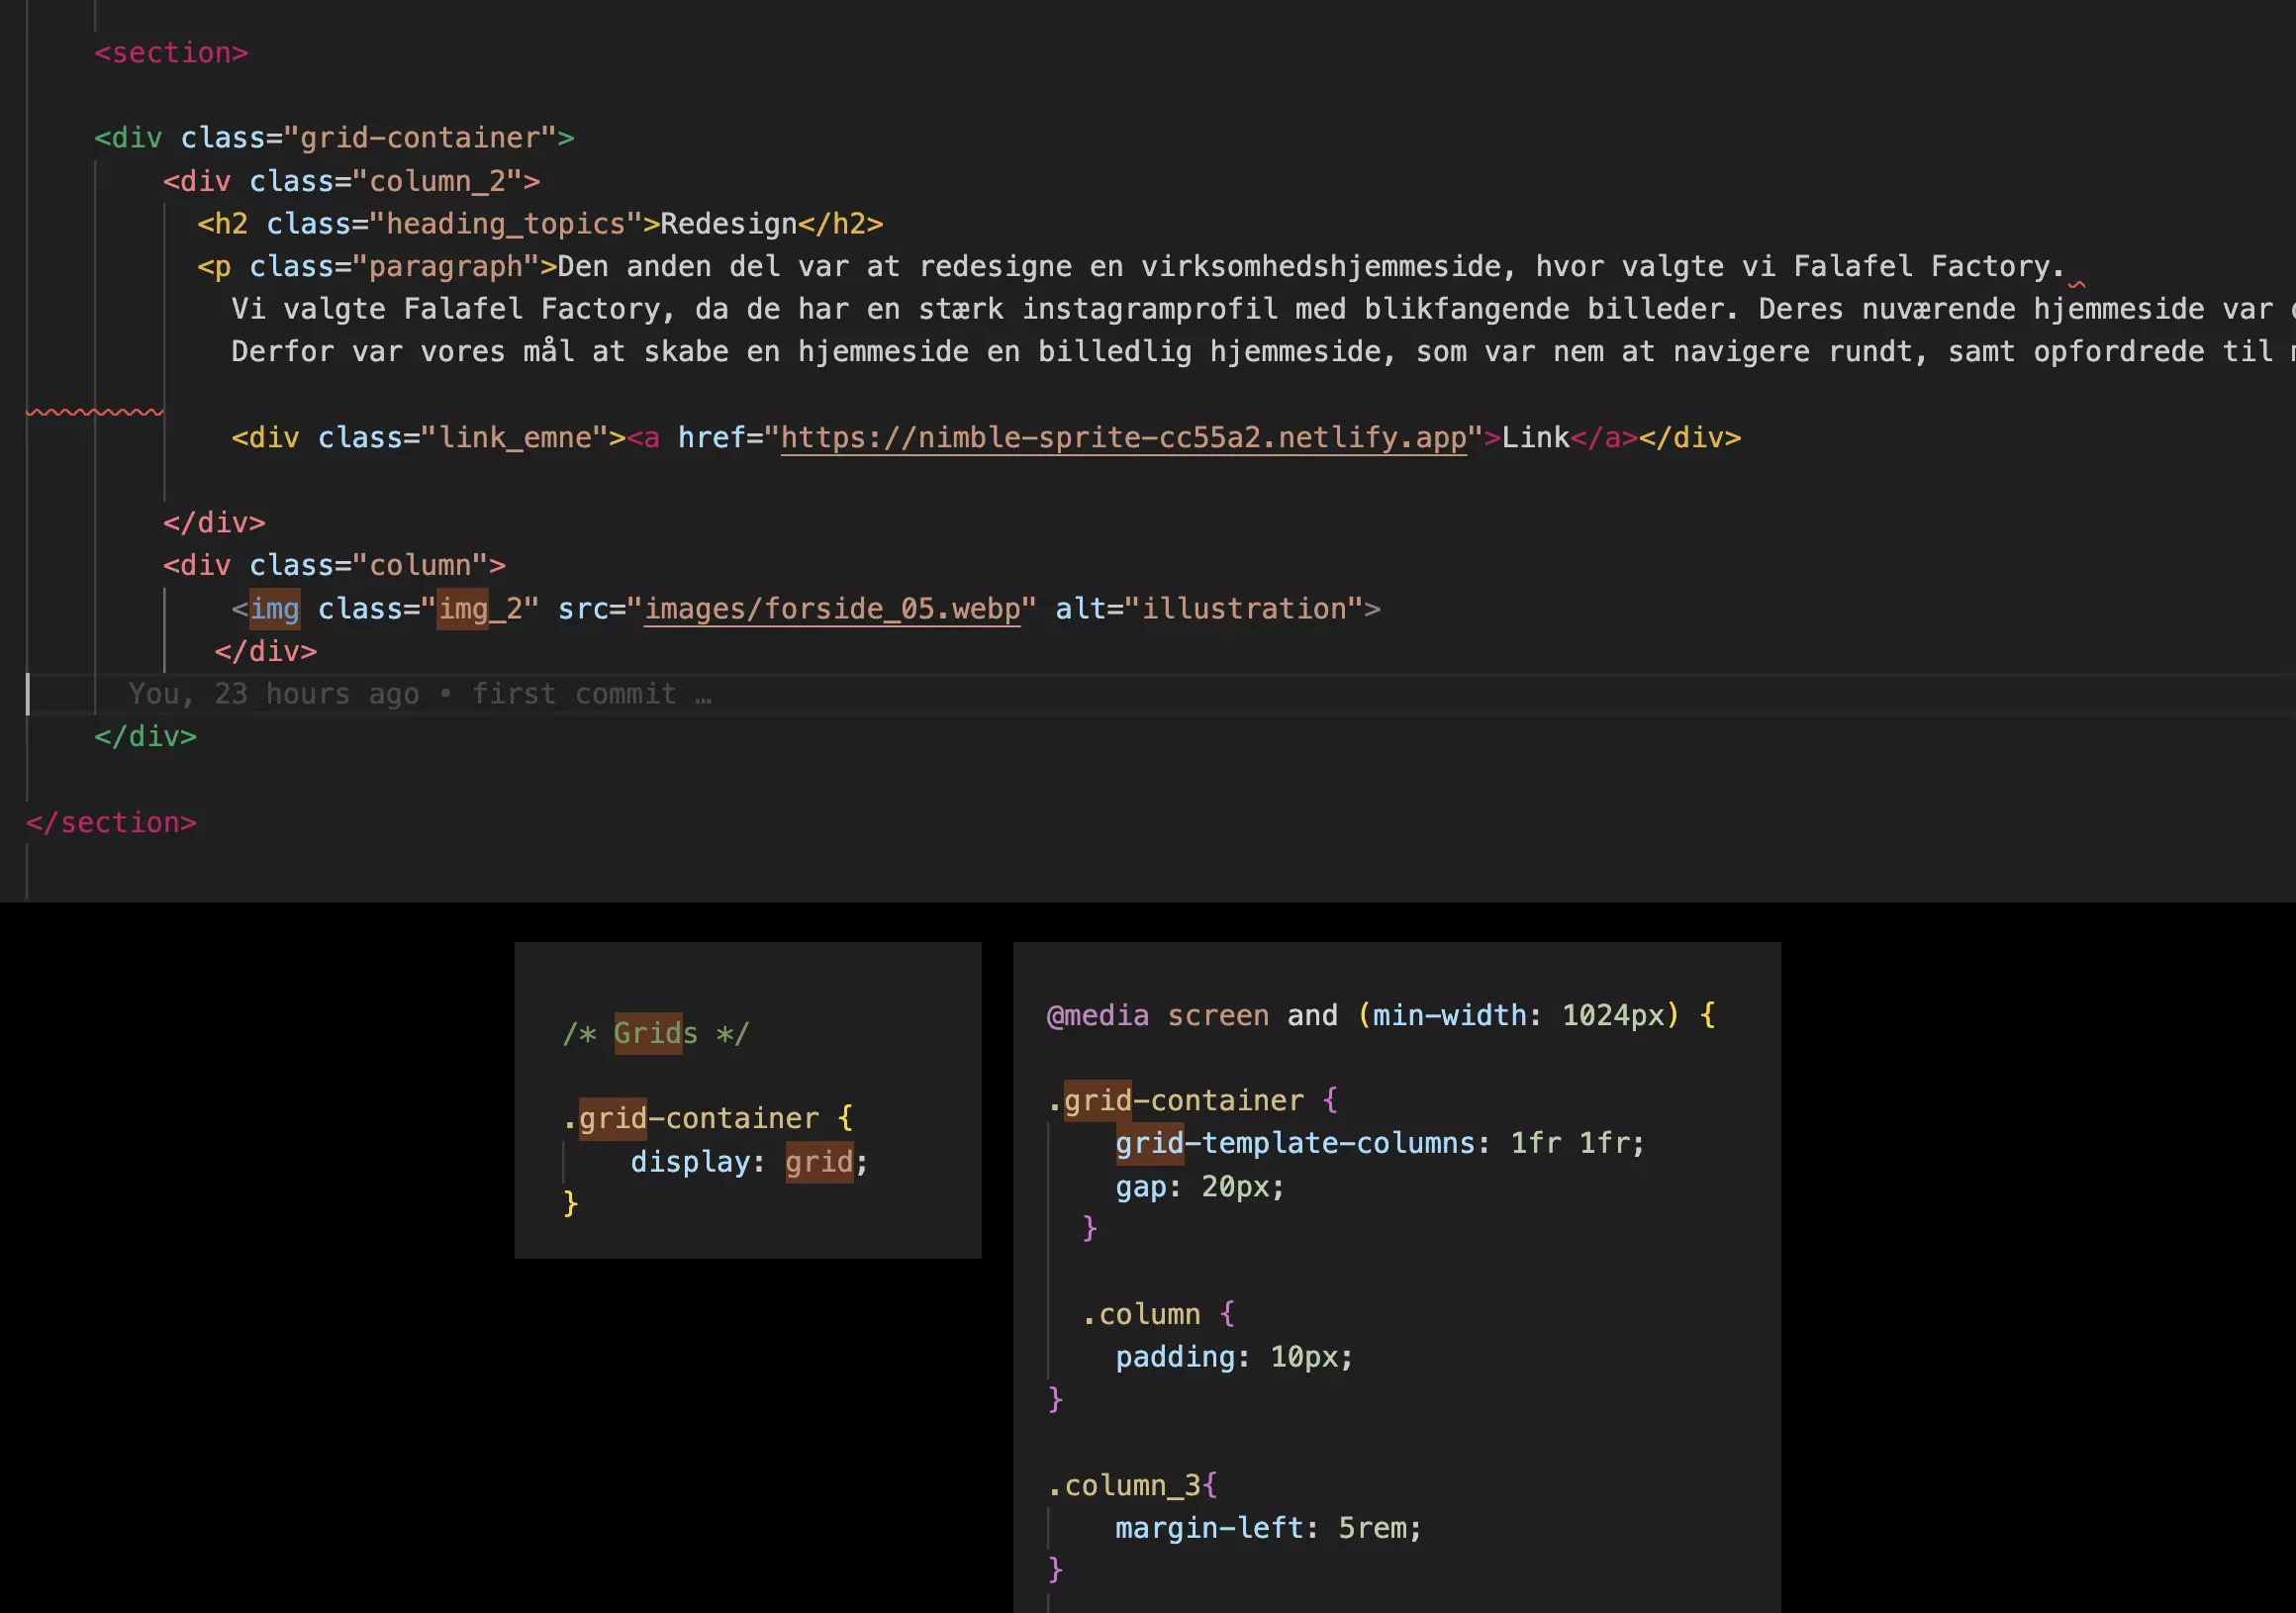 <section>
<div class="grid-container">
<div class="column_2">
<h2 class="heading_topics">Redesign</h2>
<p class="paragraph">Den anden del var at redesigne en virksomhedshjemmeside, hvor valgte vi Falafel Factory.
Vi valgte Falafel Factory, da de har en stærk instagramprofil med blikfangende billeder. Deres nuværende hjemmeside var
Derfor var vores mål at skabe en hjemmeside en billedlig hjemmeside, som var nem at navigere rundt, samt opfordrede til
<div class="link_emne"><a href="https://nimble-sprite-cc55a2.netlify.app">Link</a></div>
</div>
<div class="column">
<img class="img_2" src="images/forside_05.webp" alt="illustration">
</div>
You, 23 hours ago • first commit …
</div>
</section>
/* Grids */
.grid-container {
display: grid;
}
@media screen and (min-width: 1024px) {
.grid-container {
grid-template-columns: 1fr 1fr;
gap: 20px;
}
.column {
padding: 10px;
}
.column_3{
margin-left: 5rem;
}